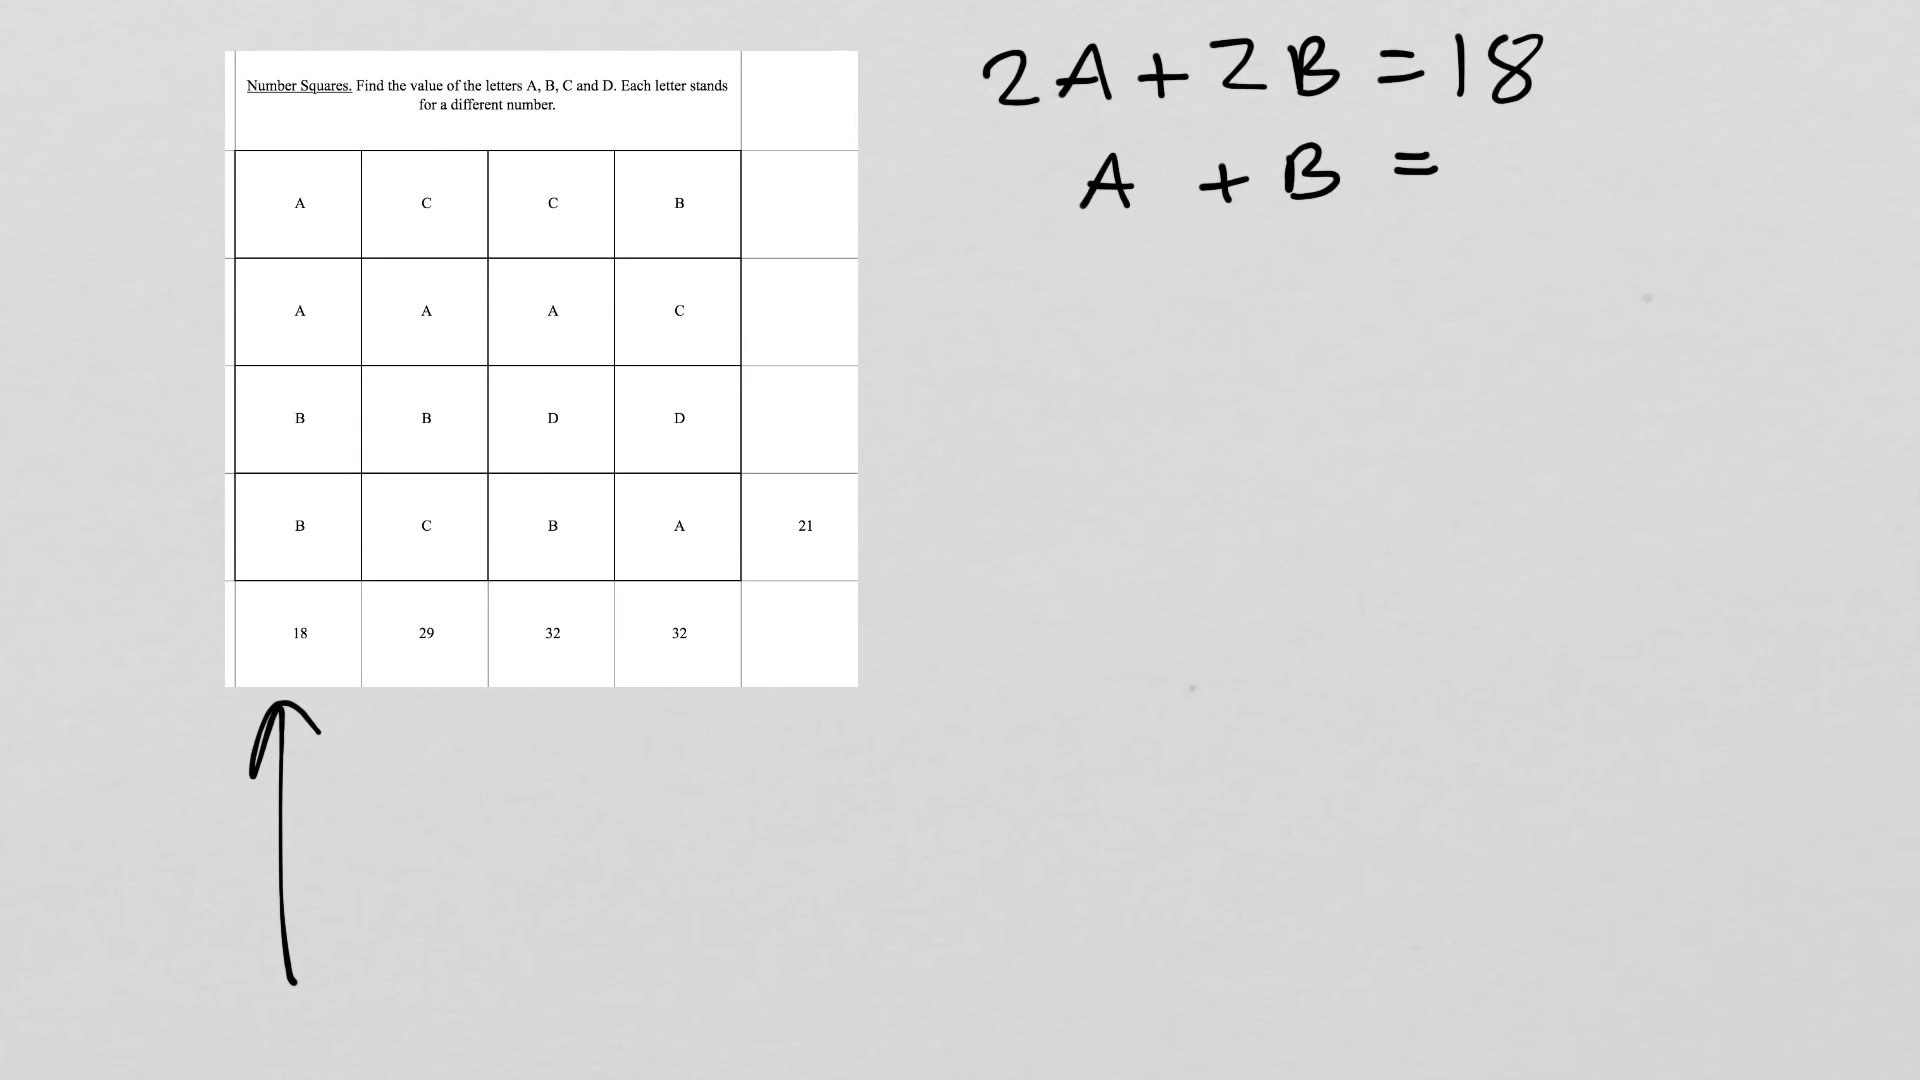 Number Squares. Find the value of the letters A, B, C and D. Each letter stands
for a different number.
A C C B
A A A C
B B D D
B C B A 21
18 29 32 32
2A + 2B = 18
A + B =